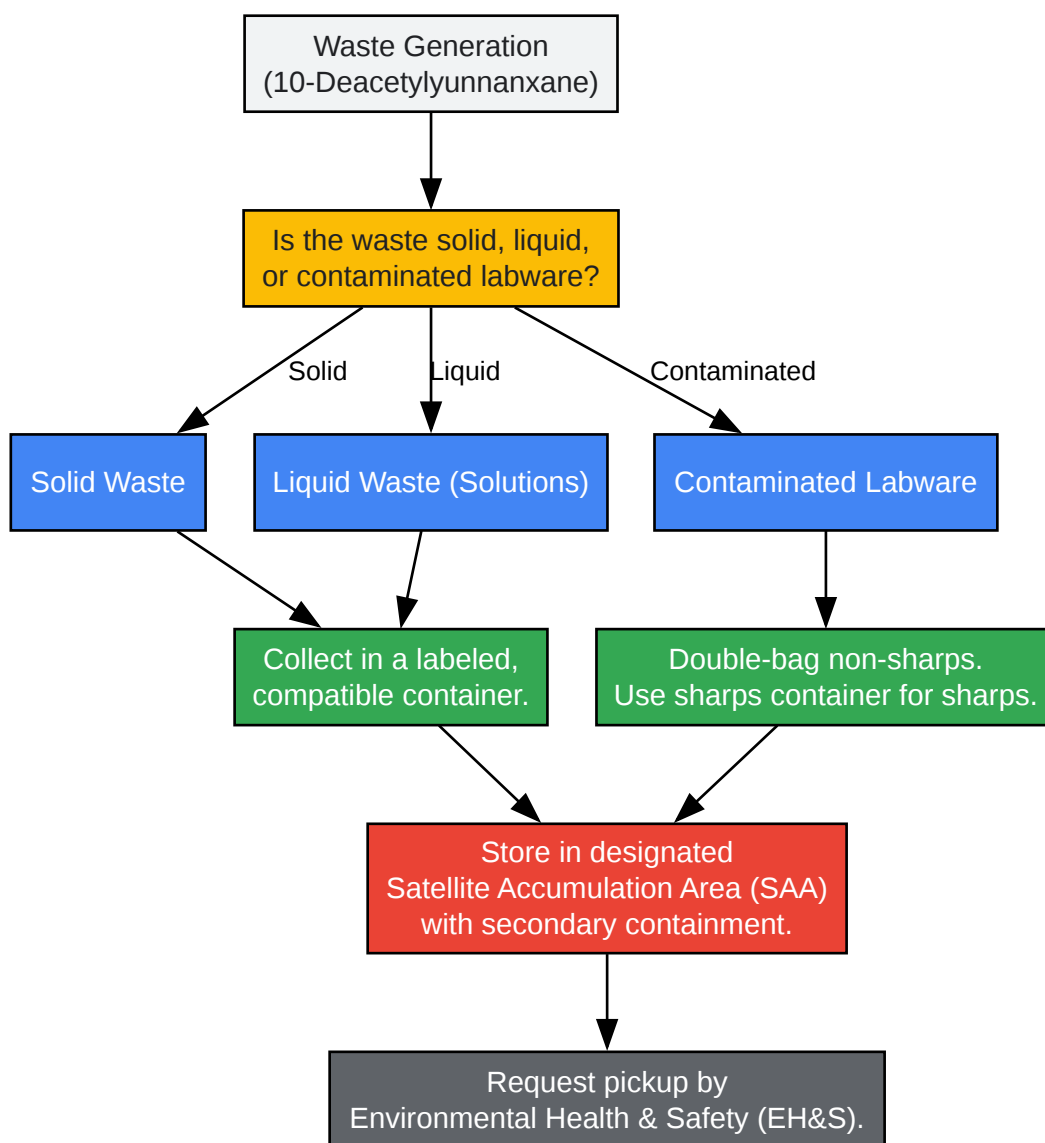 Waste Generation
(10-Deacetylyunnanxane)
Is the waste solid, liquid,
or contaminated labware?
Solid
Liquid
Contaminated
Solid Waste
Liquid Waste (Solutions)
Contaminated Labware
Collect in a labeled,
compatible container.
Double-bag non-sharps.
Use sharps container for sharps.
Store in designated
Satellite Accumulation Area (SAA)
with secondary containment.
Request pickup by
Environmental Health & Safety (EH&S).